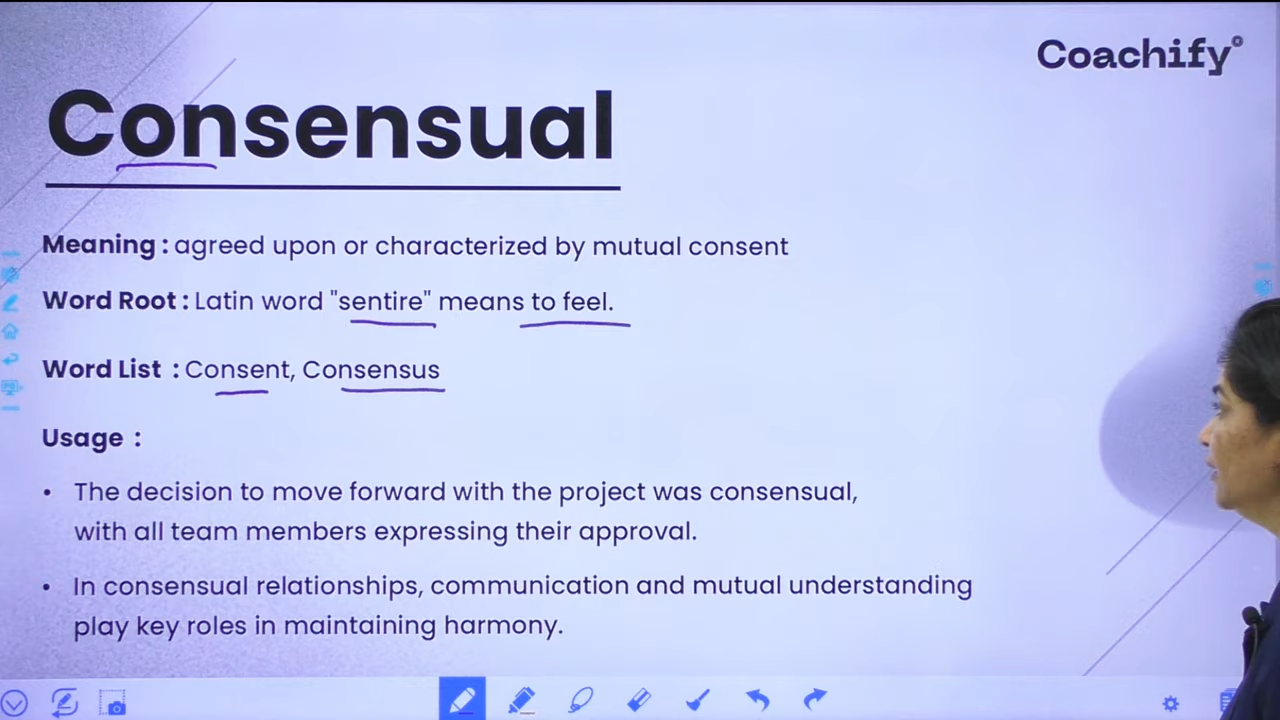 Coachify
Consensual
Meaning : agreed upon or characterized by mutual consent
Word Root : Latin word "sentire" means to feel.
Word List : Consent, Consensus
Usage :
• The decision to move forward with the project was consensual,
with all team members expressing their approval.
• In consensual relationships, communication and mutual understanding
play key roles in maintaining harmony.